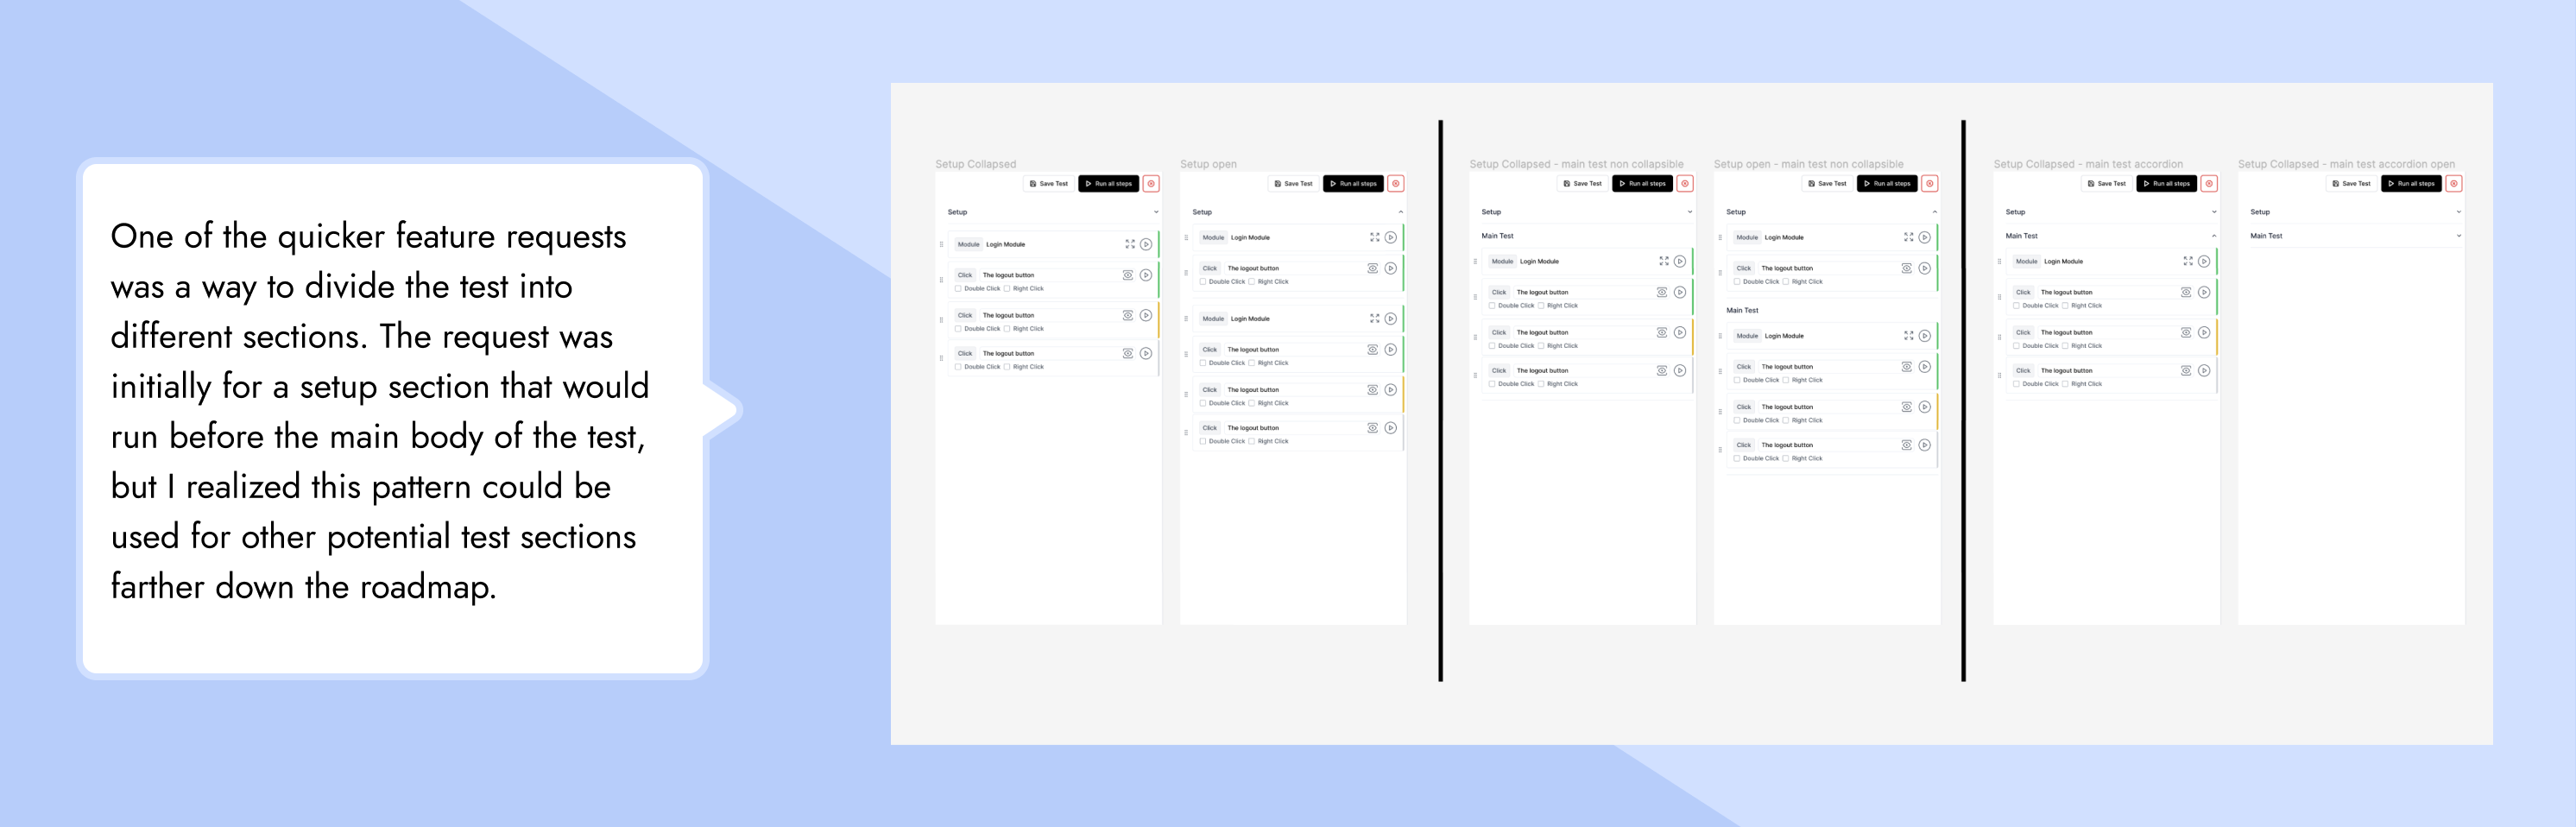 One of the quicker feature requests
was a way to divide the test into
different sections. The request was
initially for a setup section that would
run before the main body of the test,
but I realized this pattern could be
used for other potential test sections
farther down the roadmap.
Setup Collapsed
Save Test Run all steps
Setup
Module Login Module
Click The logout button
Double Click Right Click
Click The logout button
Double Click Right Click
Click The logout button
Double Click Right Click
Setup open
Save Test Run all steps
Setup
Module Login Module
Click The logout button
Double Click Right Click
Module Login Module
Click The logout button
Double Click Right Click
Click The logout button
Double Click Right Click
Click The logout button
Double Click Right Click
Setup Collapsed - main test non collapsible
Save Test Run all steps
Setup
Main Test
Module Login Module
Click The logout button
Double Click Right Click
Click The logout button
Double Click Right Click
Click The logout button
Double Click Right Click
Setup open - main test non collapsible
Save Test Run all steps
Setup
Module Login Module
Click The logout button
Double Click Right Click
Main Test
Module Login Module
Click The logout button
Double Click Right Click
Click The logout button
Double Click Right Click
Click The logout button
Double Click Right Click
Setup Collapsed - main test accordion
Save Test Run all steps
Setup
Main Test
Module Login Module
Click The logout button
Double Click Right Click
Click The logout button
Double Click Right Click
Click The logout button
Double Click Right Click
Setup Collapsed - main test accordion open
Save Test Run all steps
Setup
Main Test